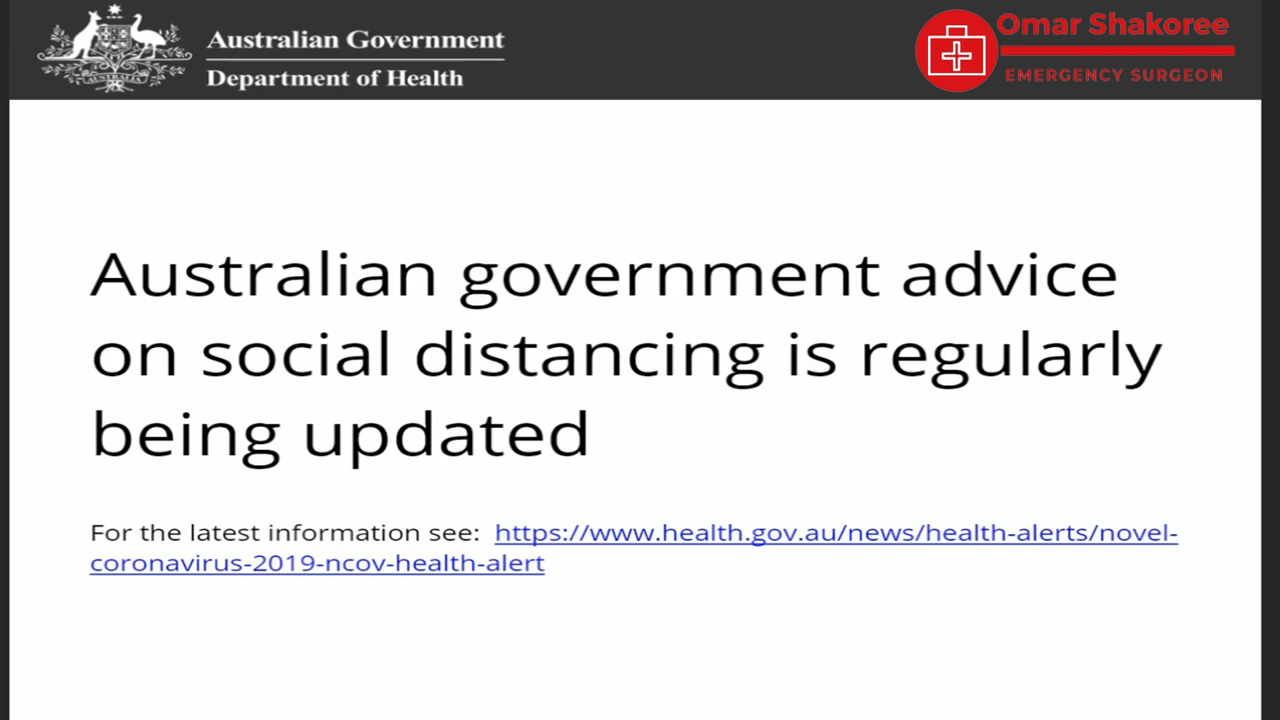 Australian Government
Department of Health
Omar Shakoree
EMERGENCY SURGEON
Australian government advice
on social distancing is regularly
being updated
For the latest information see: https://www.health.gov.au/news/health-alerts/novel-
coronavirus-2019-ncov-health-alert